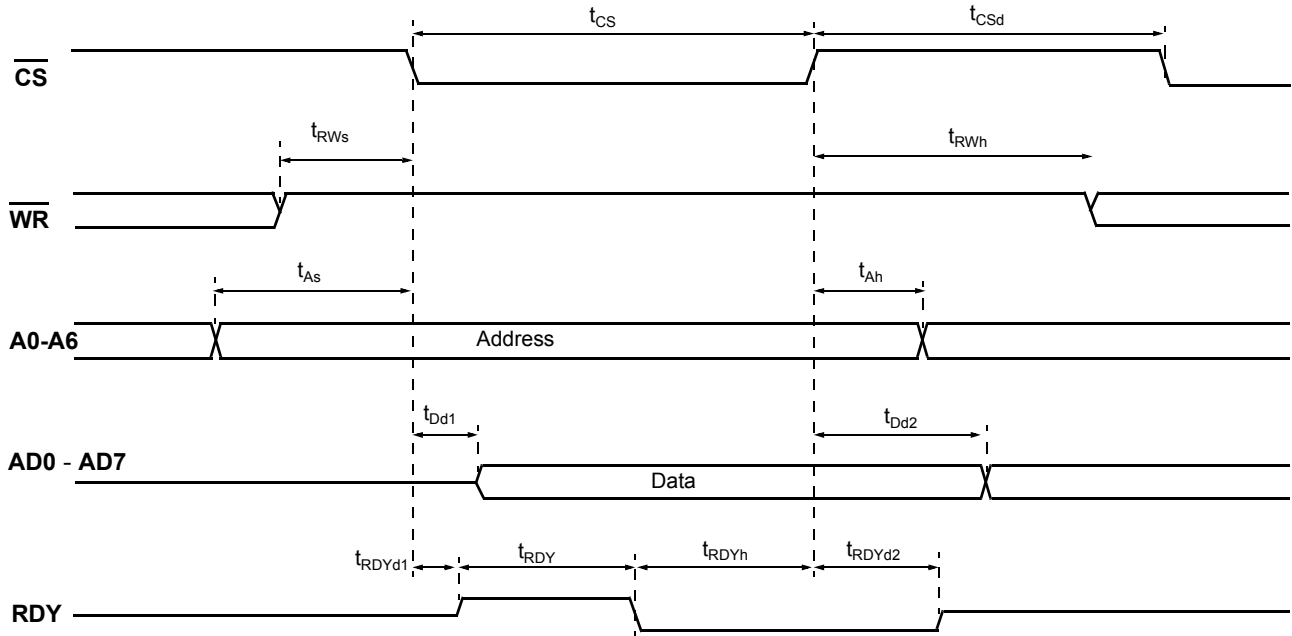 tCS
tCSd
CS
tRWs
tRWh
WR
tAs
tAh
A0-A6
Address
tDd1
tDd2
AD0 - AD7
Data
tRDYd1
tRDY
tRDYh
tRDYd2
RDY